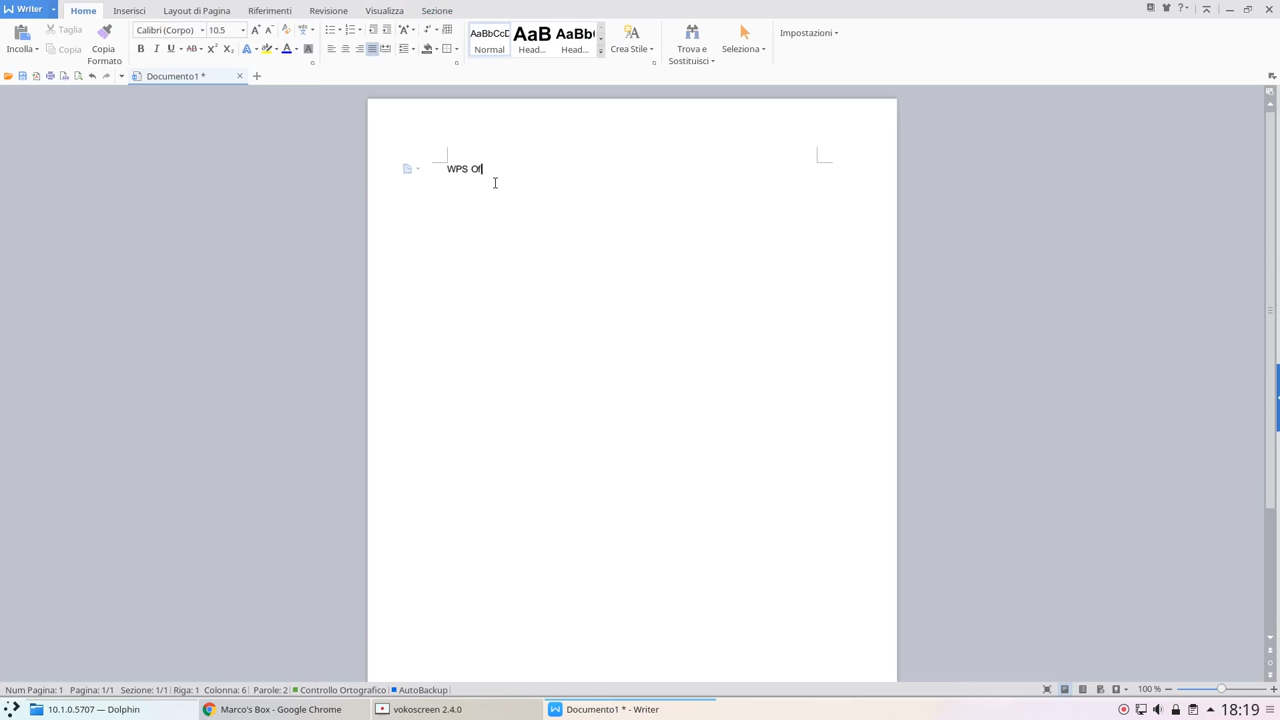 Writer
Home
Inserisci
Layout di Pagina
Riferimenti
Revisione
Visualizza
Sezione
Incolla
Taglia
Copia
Copia
Formato
Calibri (Corpo)
10.5
AaBbCcD
Normal
AaB
Head...
AaBb(
Head...
Crea Stile
Trova e
Sostituisci
Seleziona
Impostazioni
Documento1 *
WPS Of
Num Pagina: 1 Pagina: 1/1 Sezione: 1/1 Riga: 1 Colonna: 6 Parole: 2 Controllo Ortografico AutoBackup
100 %
10.1.0.5707 — Dolphin
Marco's Box - Google Chrome
vokoscreen 2.4.0
Documento1 * - Writer
18:19